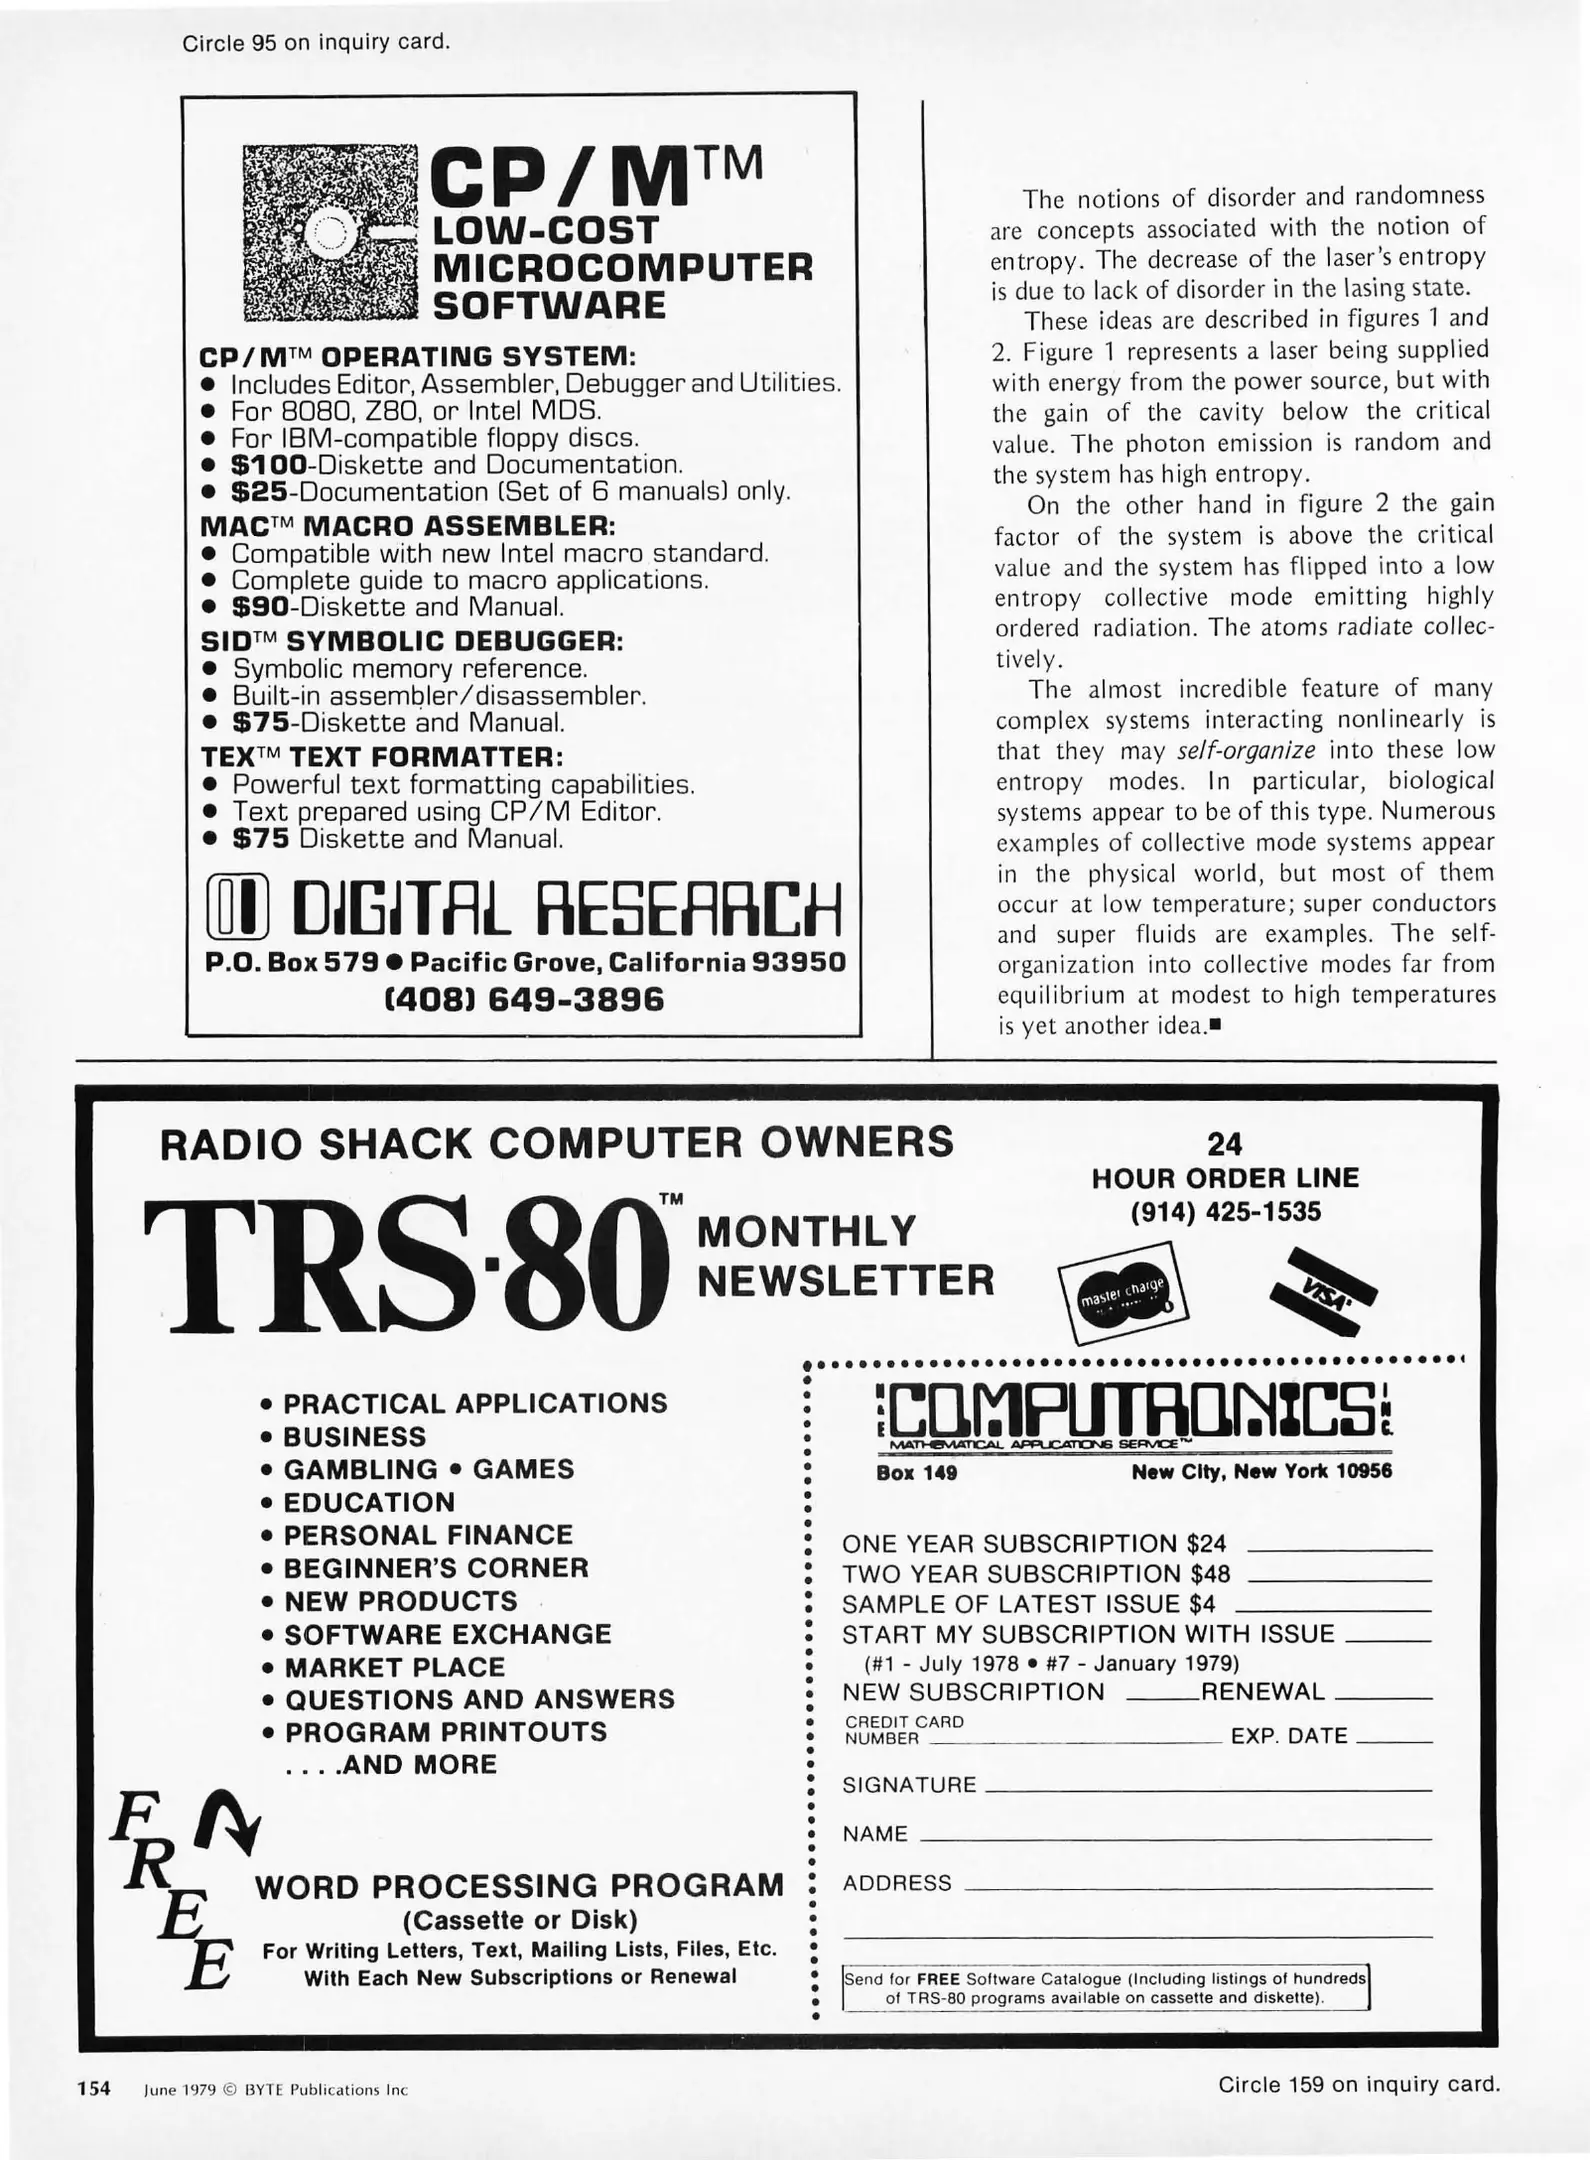 Circle 95 on inquiry card.
CP/M™
LOW-COST
MICROCOMPUTER
SOFTWARE
CP/M™ OPERATING SYSTEM:
• Includes Editor, Assembler, Debugger and Utilities.
• For 8080, Z80, or Intel MDS.
• For IBM-compatible floppy discs.
• $100-Diskette and Documentation.
• $25-Documentation (Set of 6 manuals) only.
MAC™ MACRO ASSEMBLER:
• Compatible with new Intel macro standard.
• Complete guide to macro applications.
• $90-Diskette and Manual.
SID™ SYMBOLIC DEBUGGER:
• Symbolic memory reference.
• Built-in assembler/disassembler.
• $75-Diskette and Manual.
TEX™ TEXT FORMATTER:
• Powerful text formatting capabilities.
• Text prepared using CP/M Editor.
• $75 Diskette and Manual.
DIGITAL RESEARCH
P.O. Box 579 • Pacific Grove, California 93950
(408) 649-3896
The notions of disorder and randomness
are concepts associated with the notion of
entropy. The decrease of the laser's entropy
is due to lack of disorder in the lasing state.
These ideas are described in figures 1 and
2. Figure 1 represents a laser being supplied
with energy from the power source, but with
the gain of the cavity below the critical
value. The photon emission is random and
the system has high entropy.
On the other hand in figure 2 the gain
factor of the system is above the critical
value and the system has flipped into a low
entropy collective mode emitting highly
ordered radiation. The atoms radiate collec-
tively.
The almost incredible feature of many
complex systems interacting nonlinearly is
that they may self-organize into these low
entropy modes. In particular, biological
systems appear to be of this type. Numerous
examples of collective mode systems appear
in the physical world, but most of them
occur at low temperature; super conductors
and super fluids are examples. The self-
organization into collective modes far from
equilibrium at modest to high temperatures
is yet another idea.■
RADIO SHACK COMPUTER OWNERS
TRS-80™
MONTHLY
NEWSLETTER
24
HOUR ORDER LINE
(914) 425-1535
master charge
VISA
• PRACTICAL APPLICATIONS
• BUSINESS
• GAMBLING • GAMES
• EDUCATION
• PERSONAL FINANCE
• BEGINNER'S CORNER
• NEW PRODUCTS
• SOFTWARE EXCHANGE
• MARKET PLACE
• QUESTIONS AND ANSWERS
• PROGRAM PRINTOUTS
. . . .AND MORE
FREE
WORD PROCESSING PROGRAM
(Cassette or Disk)
For Writing Letters, Text, Mailing Lists, Files, Etc.
With Each New Subscriptions or Renewal
COMPUTRONICS INC.
MATHEMATICAL APPLICATIONS SERVICE™
Box 149 New City, New York 10956
ONE YEAR SUBSCRIPTION $24
TWO YEAR SUBSCRIPTION $48
SAMPLE OF LATEST ISSUE $4
START MY SUBSCRIPTION WITH ISSUE
(#1 - July 1978 • #7 - January 1979)
NEW SUBSCRIPTION ____RENEWAL ____
CREDIT CARD
NUMBER ____ EXP. DATE ____
SIGNATURE
NAME
ADDRESS
Send for FREE Software Catalogue (Including listings of hundreds
of TRS-80 programs available on cassette and diskette).
154 June 1979 © BYTE Publications Inc
Circle 159 on inquiry card.